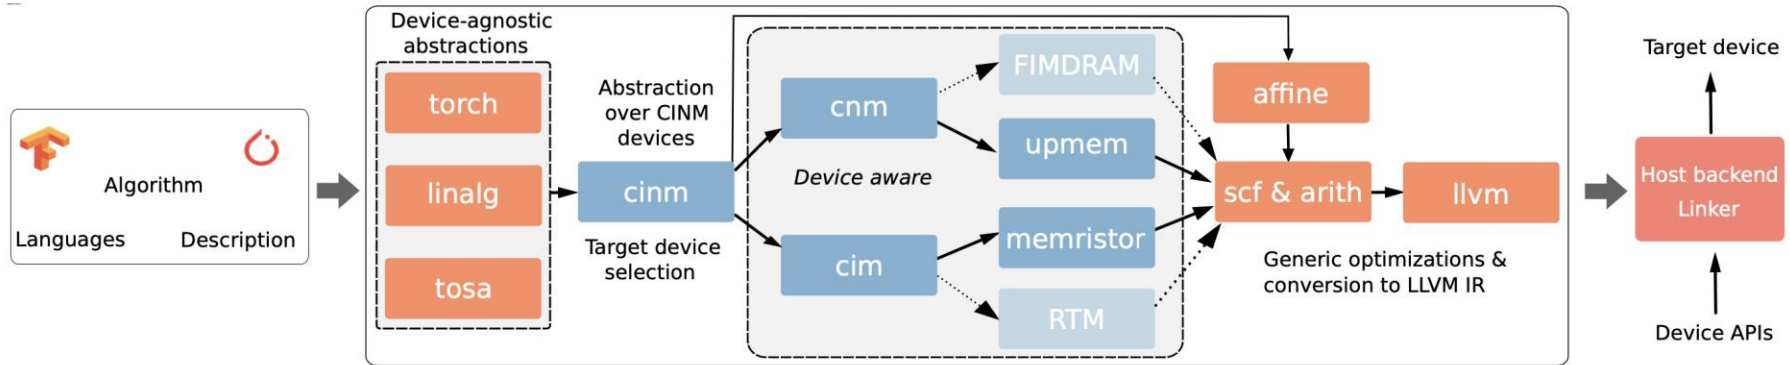 Algorithm
Languages
Description
Device-agnostic
abstractions
torch
linalg
tosa
Abstraction
over CINM
devices
cinm
Target device
selection
cnm
Device aware
cim
FIMDRAM
upmem
memristor
RTM
affine
scf & arith
llvm
Generic optimizations &
conversion to LLVM IR
Target device
Host backend
Linker
Device APIs